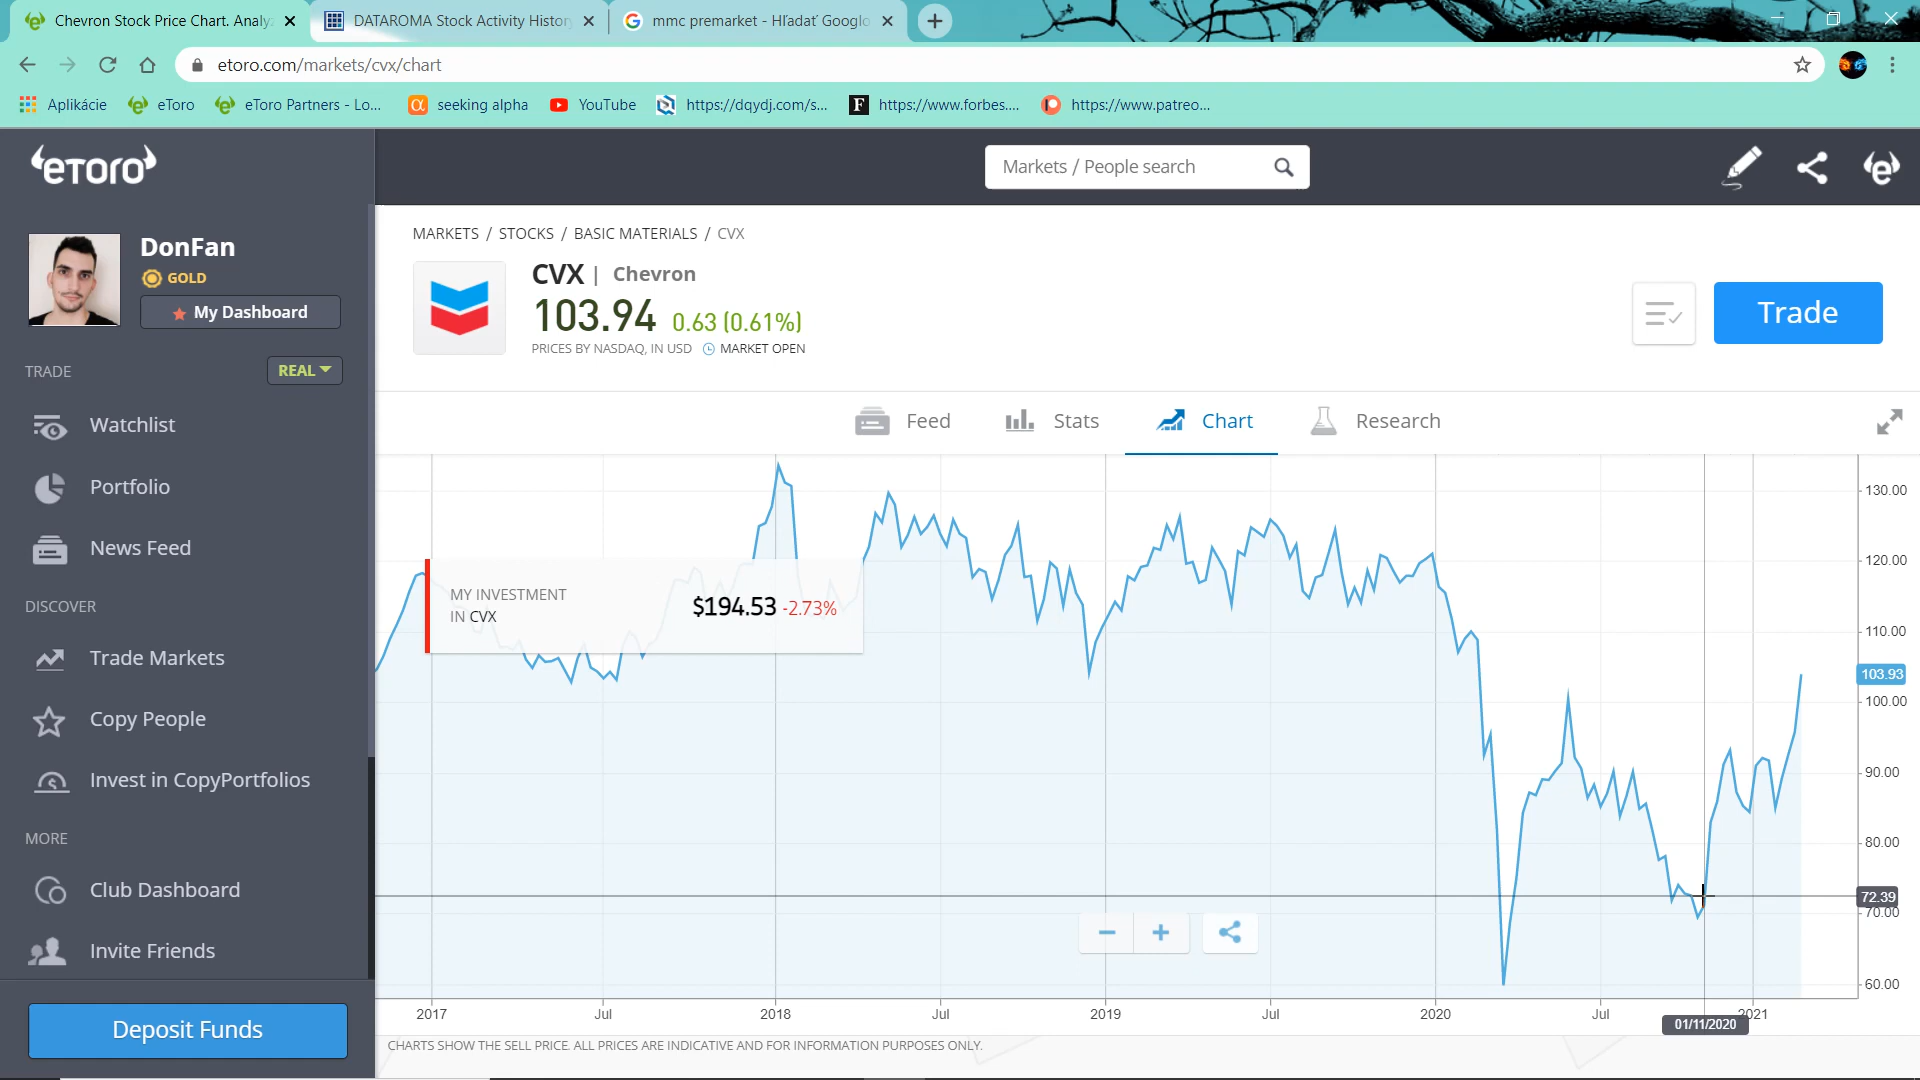 Chevron Stock Price Chart. Analyz
DATAROMA Stock Activity History
mmc premarket - Hľadať Google
etoro.com/markets/cvx/chart
Aplikácie
eToro
eToro Partners - Lo...
seeking alpha
YouTube
https://dqydj.com/s...
https://www.forbes....
https://www.patreo...
eTORO
Markets / People search
DonFan
GOLD
My Dashboard
TRADE
REAL
Watchlist
Portfolio
News Feed
DISCOVER
Trade Markets
Copy People
Invest in CopyPortfolios
MORE
Club Dashboard
Invite Friends
Deposit Funds
MARKETS / STOCKS / BASIC MATERIALS / CVX
CVX | Chevron
103.94 0.63 (0.61%)
PRICES BY NASDAQ, IN USD MARKET OPEN
Trade
Feed
Stats
Chart
Research
MY INVESTMENT
IN CVX
$194.53 -2.73%
130.00
120.00
110.00
103.93
100.00
90.00
80.00
72.39
70.00
60.00
2017
Jul
2018
Jul
2019
Jul
2020
Jul
2021
01/11/2020
CHARTS SHOW THE SELL PRICE. ALL PRICES ARE INDICATIVE AND FOR INFORMATION PURPOSES ONLY.